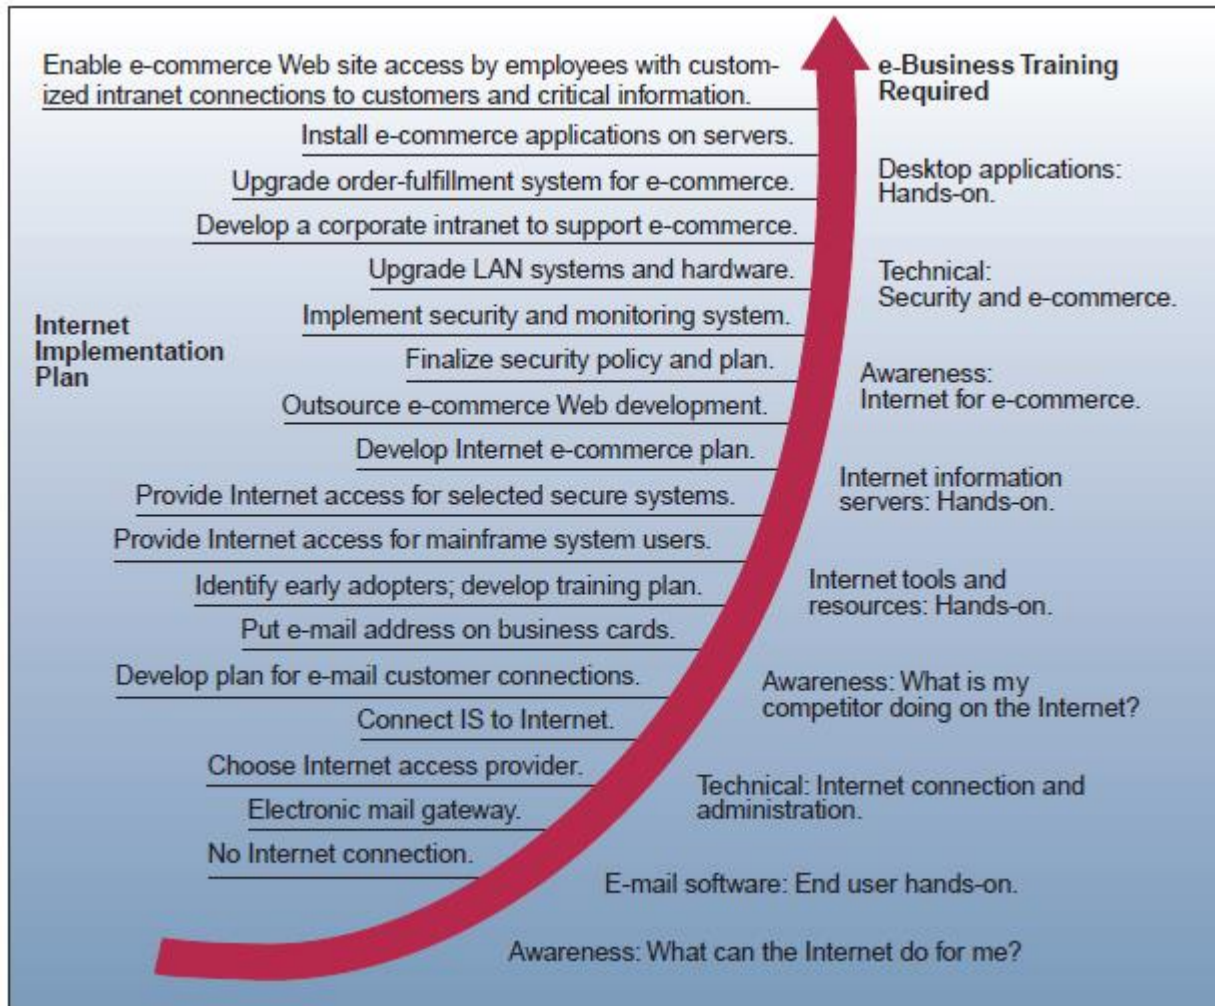 Enable e-commerce Web site access by employees with custom-
ized intranet connections to customers and critical information.
Install e-commerce applications on servers.
Upgrade order-fulfillment system for e-commerce.
Develop a corporate intranet to support e-commerce.
Upgrade LAN systems and hardware.
Implement security and monitoring system.
Finalize security policy and plan.
Outsource e-commerce Web development.
Develop Internet e-commerce plan.
Provide Internet access for selected secure systems.
Provide Internet access for mainframe system users.
Identify early adopters; develop training plan.
Put e-mail address on business cards.
Develop plan for e-mail customer connections.
Connect IS to Internet.
Choose Internet access provider.
Electronic mail gateway.
No Internet connection.
Internet
Implementation
Plan
e-Business Training
Required
Desktop applications:
Hands-on.
Technical:
Security and e-commerce.
Awareness:
Internet for e-commerce.
Internet information
servers: Hands-on.
Internet tools and
resources: Hands-on.
Awareness: What is my
competitor doing on the Internet?
Technical: Internet connection and
administration.
E-mail software: End user hands-on.
Awareness: What can the Internet do for me?